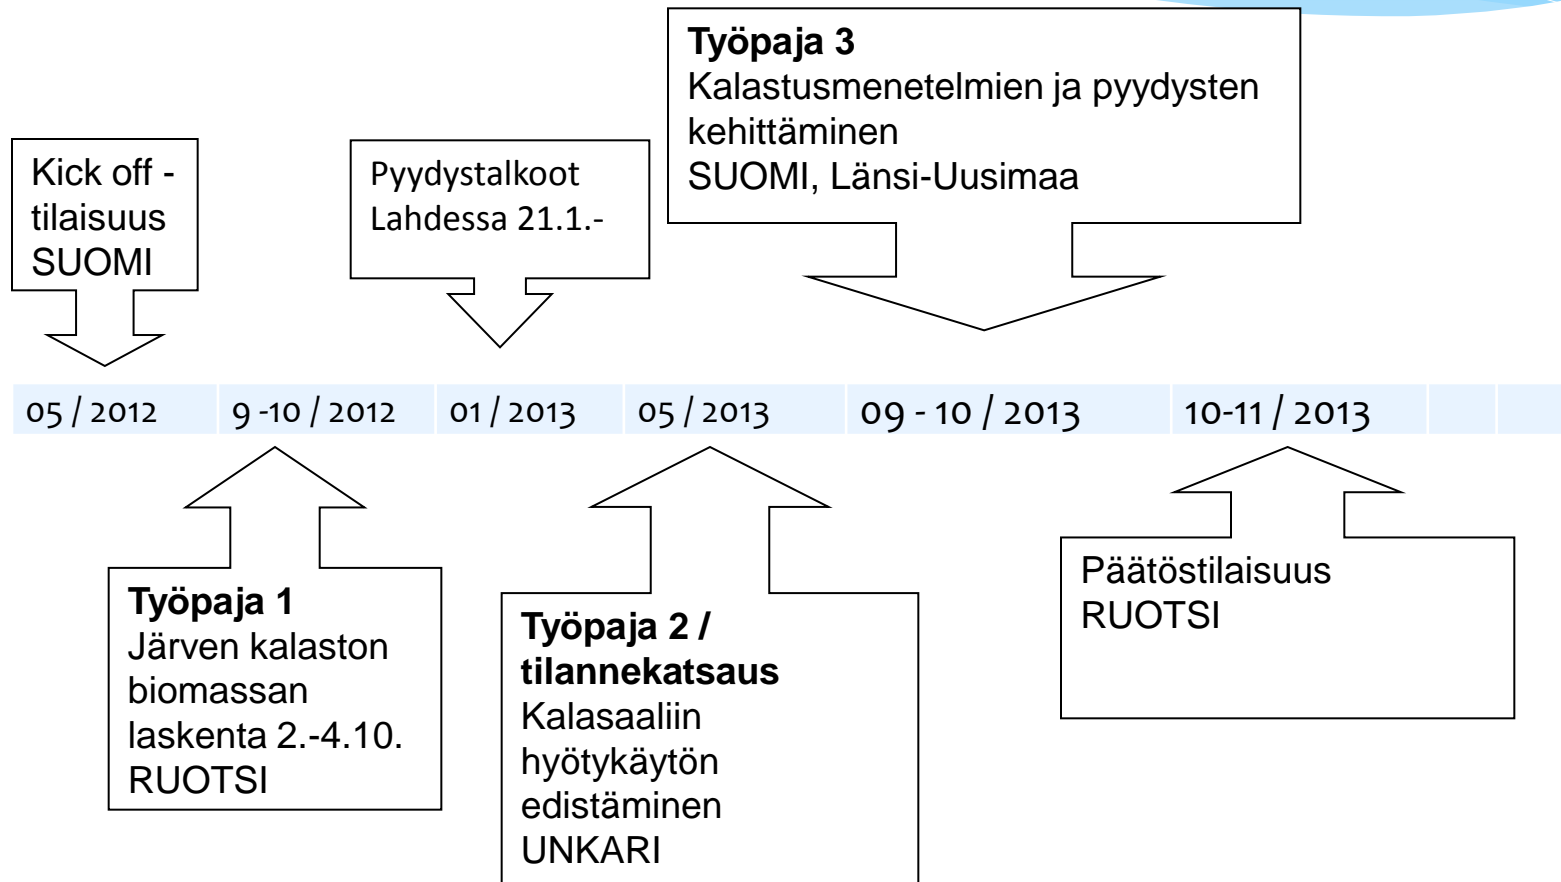 Työpaja 3
Kalastusmenetelmien ja pyydysten
kehittäminen
SUOMI, Länsi-Uusimaa
Kick off -
tilaisuus
SUOMI
Pyydystalkoot
Lahdessa 21.1.-
05 / 2012
9 -10 / 2012
01 / 2013
05 / 2013
09 - 10 / 2013
10-11 / 2013
Työpaja 1
Järven kalaston
biomassan
laskenta 2.-4.10.
RUOTSI
Työpaja 2 /
tilannekatsaus
Kalasaaliin
hyötykäytön
edistäminen
UNKARI
Päätöstilaisuus
RUOTSI